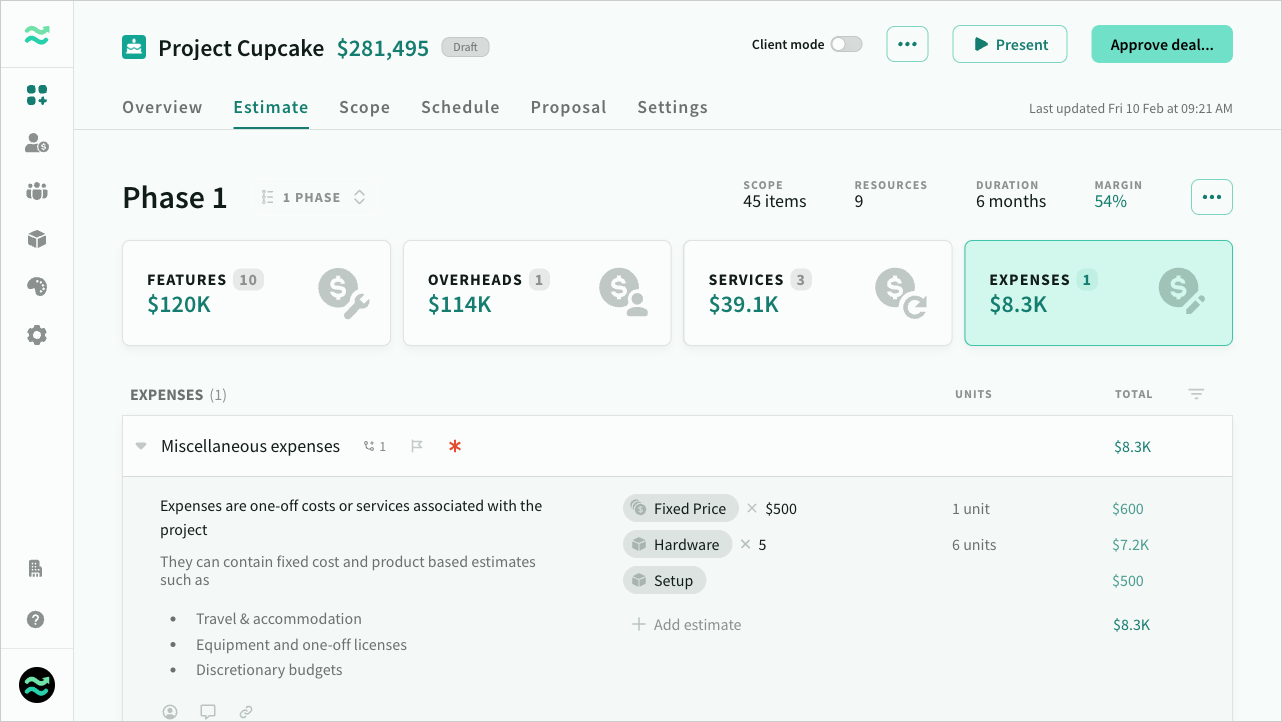 Project Cupcake $281,495 Draft
Client mode
Present
Approve deal...
Overview Estimate Scope Schedule Proposal Settings
Last updated Fri 10 Feb at 09:21 AM
Phase 1
1 PHASE
SCOPE
45 items
RESOURCES
9
DURATION
6 months
MARGIN
54%
FEATURES 10
$120K
OVERHEADS 1
$114K
SERVICES 3
$39.1K
EXPENSES 1
$8.3K
EXPENSES (1) UNITS TOTAL
Miscellaneous expenses 1 $8.3K
Expenses are one-off costs or services associated with the
project
They can contain fixed cost and product based estimates
such as
• Travel & accommodation
• Equipment and one-off licenses
• Discretionary budgets
Fixed Price × $500 1 unit $600
Hardware × 5 6 units $7.2K
Setup $500
+ Add estimate $8.3K